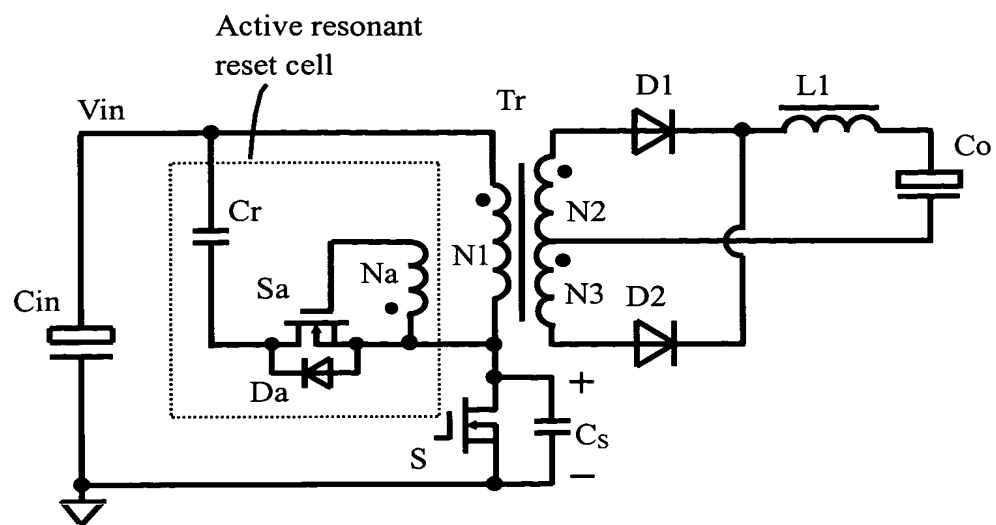 Active resonant
reset cell
Vin
Tr
D1
L1
Co
Cr
N2
Na
N1
Sa
N3
D2
Cin
Da
+
Cs
S
−